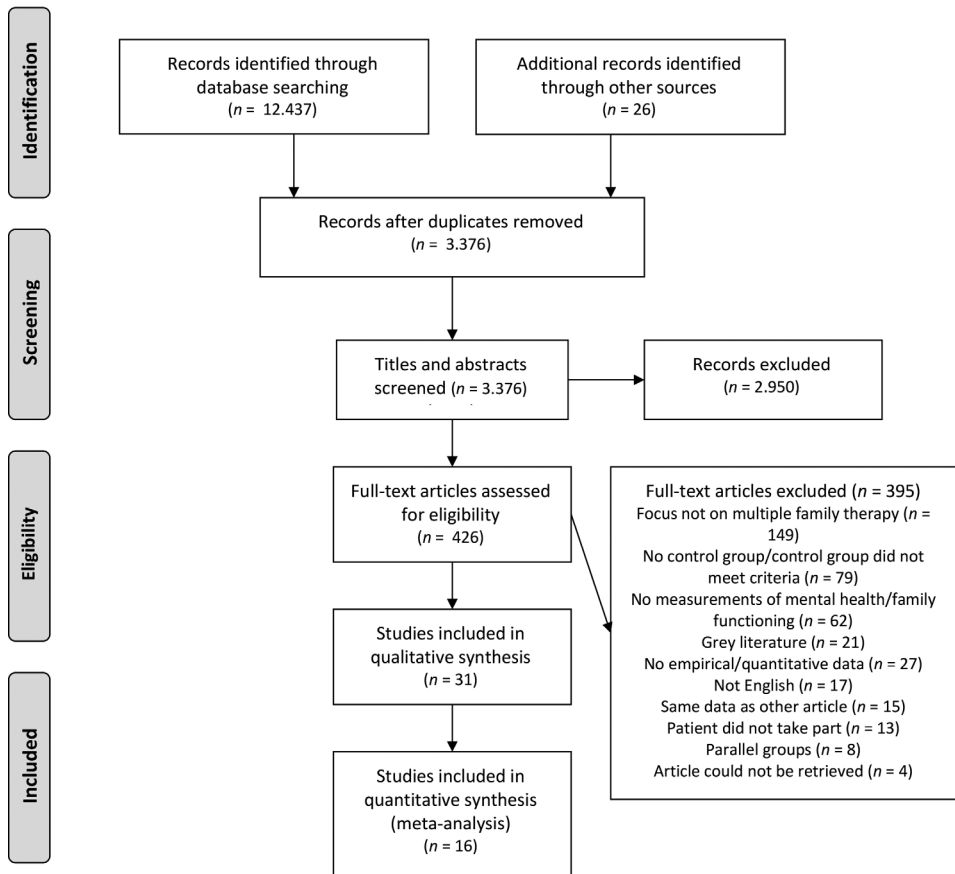 Identification
Records identified through
database searching
(n = 12.437)
Additional records identified
through other sources
(n = 26)
Records after duplicates removed
(n = 3.376)
Screening
Titles and abstracts
screened (n = 3.376)
Records excluded
(n = 2.950)
Eligibility
Full-text articles assessed
for eligibility
(n = 426)
Full-text articles excluded (n = 395)
Focus not on multiple family therapy (n =
149)
No control group/control group did not
meet criteria (n = 79)
No measurements of mental health/family
functioning (n = 62)
Grey literature (n = 21)
No empirical/quantitative data (n = 27)
Not English (n = 17)
Same data as other article (n = 15)
Patient did not take part (n = 13)
Parallel groups (n = 8)
Article could not be retrieved (n = 4)
Studies included in
qualitative synthesis
(n = 31)
Included
Studies included in
quantitative synthesis
(meta-analysis)
(n = 16)